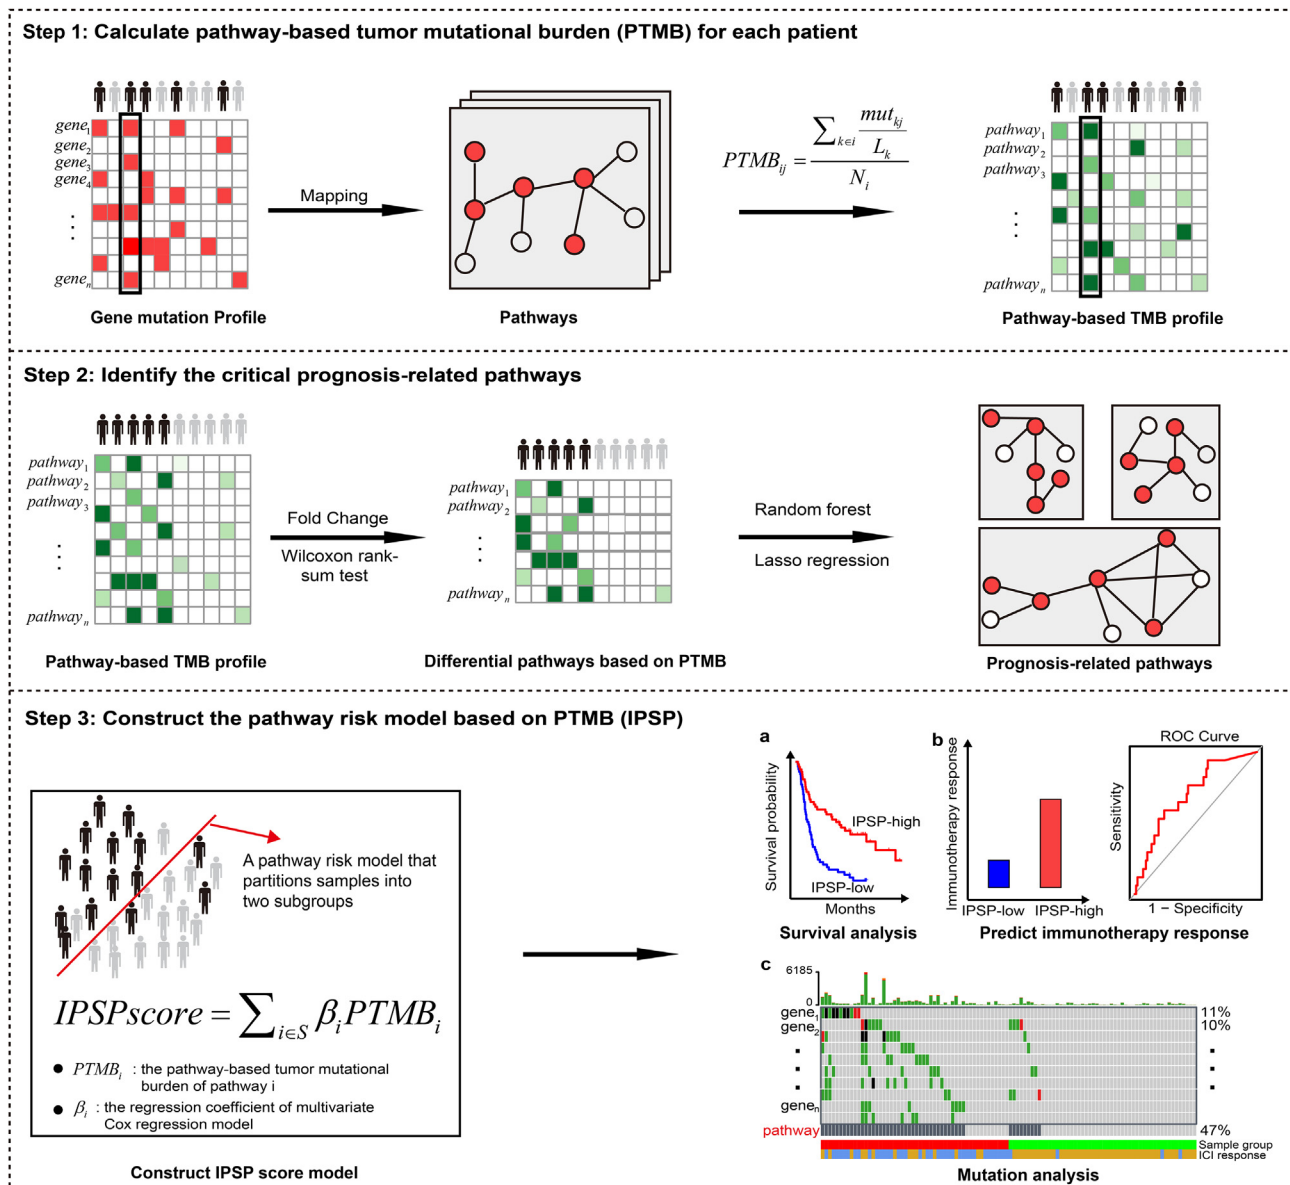 Step 1: Calculate pathway-based tumor mutational burden (PTMB) for each patient
gene1
gene2
gene3
gene4
⋮
genen
Gene mutation Profile
Mapping
Pathways
PTMBij = (∑k∈i mutkj / Lk) / Ni
pathway1
pathway2
pathway3
⋮
pathwayn
Pathway-based TMB profile
Step 2: Identify the critical prognosis-related pathways
pathway1
pathway2
pathway3
⋮
pathwayn
Pathway-based TMB profile
Fold Change
Wilcoxon rank-
sum test
pathway1
pathway2
⋮
pathwayn
Differential pathways based on PTMB
Random forest
Lasso regression
Prognosis-related pathways
Step 3: Construct the pathway risk model based on PTMB (IPSP)
A pathway risk model that
partitions samples into
two subgroups
IPSPscore = ∑i∈S βiPTMBi
● PTMBi : the pathway-based tumor mutational
burden of pathway i
● βi : the regression coefficient of multivariate
Cox regression model
Construct IPSP score model
a
Survival probability
IPSP-high
IPSP-low
Months
Survival analysis
b
Immunotherapy response
IPSP-low
IPSP-high
ROC Curve
Sensitivity
1 − Specificity
Predict immunotherapy response
c
6185
0
gene1
11%
gene2
10%
⋮
genen
pathway
47%
Sample group
ICI response
Mutation analysis